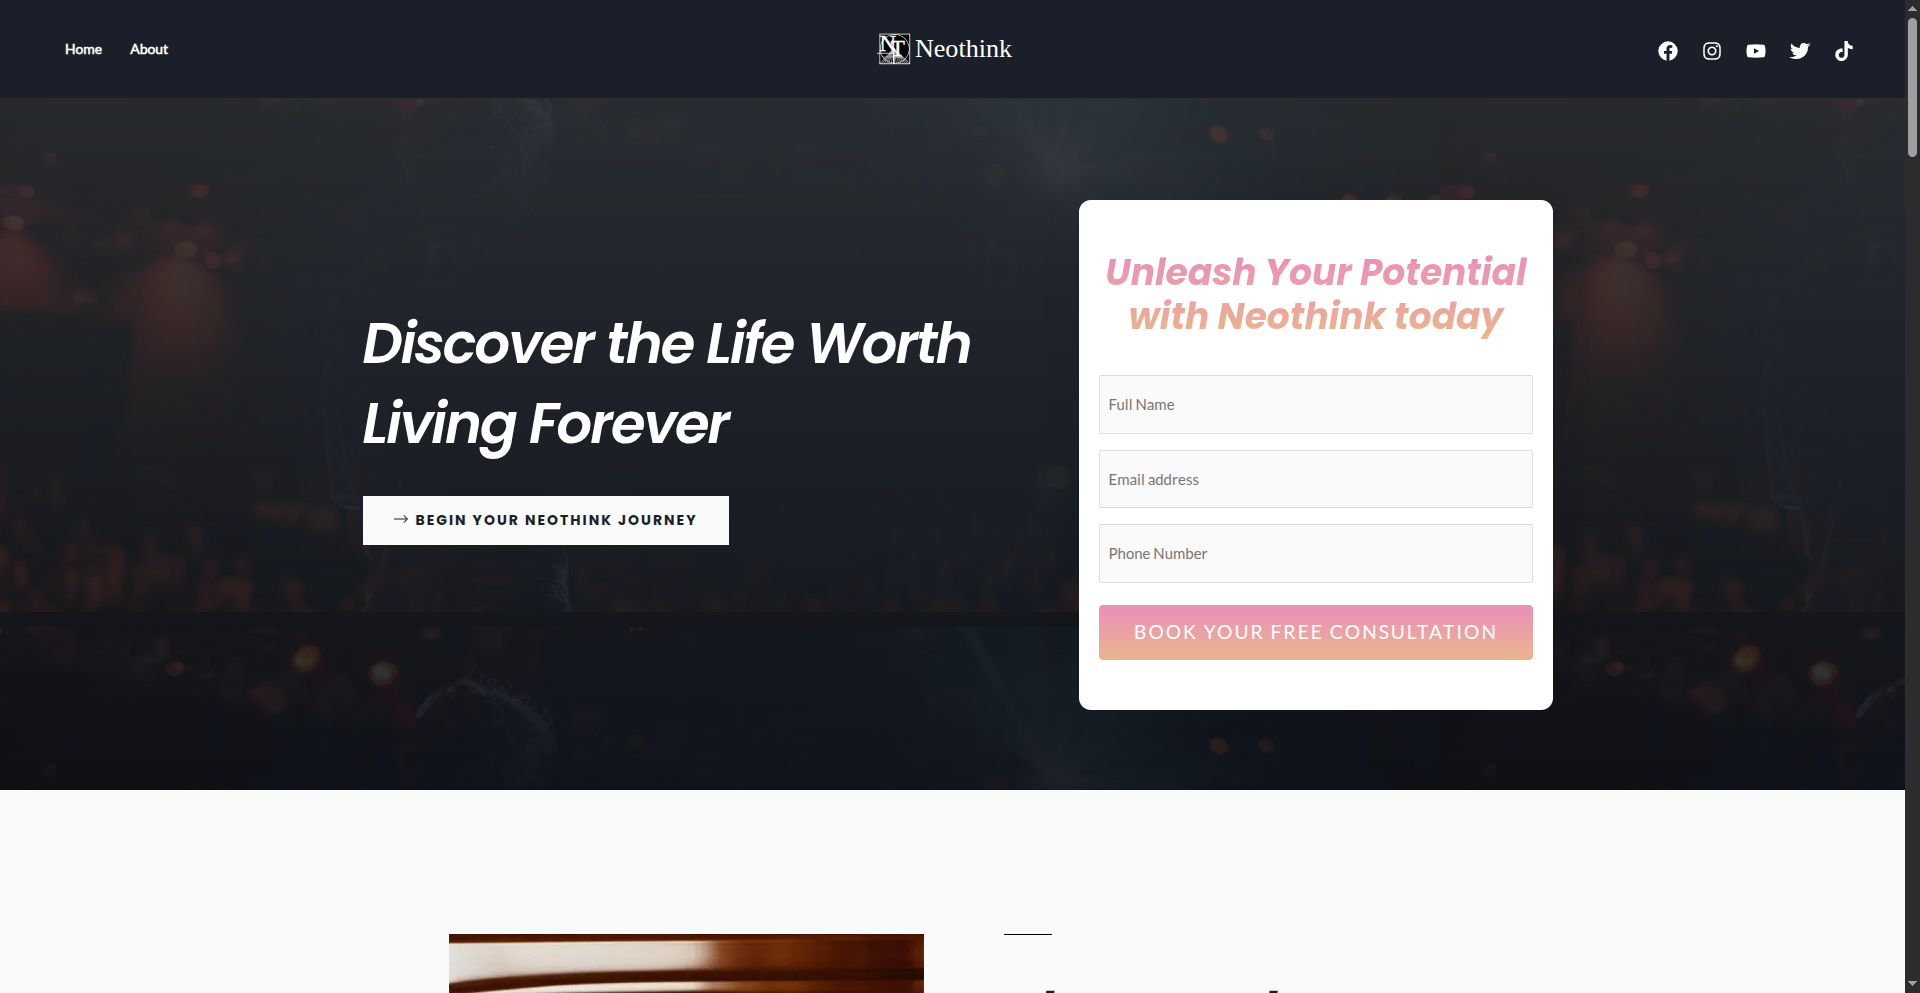 Home
About
NT Neothink
Discover the Life Worth
Living Forever
→ BEGIN YOUR NEOTHINK JOURNEY
Unleash Your Potential
with Neothink today
Full Name
Email address
Phone Number
BOOK YOUR FREE CONSULTATION